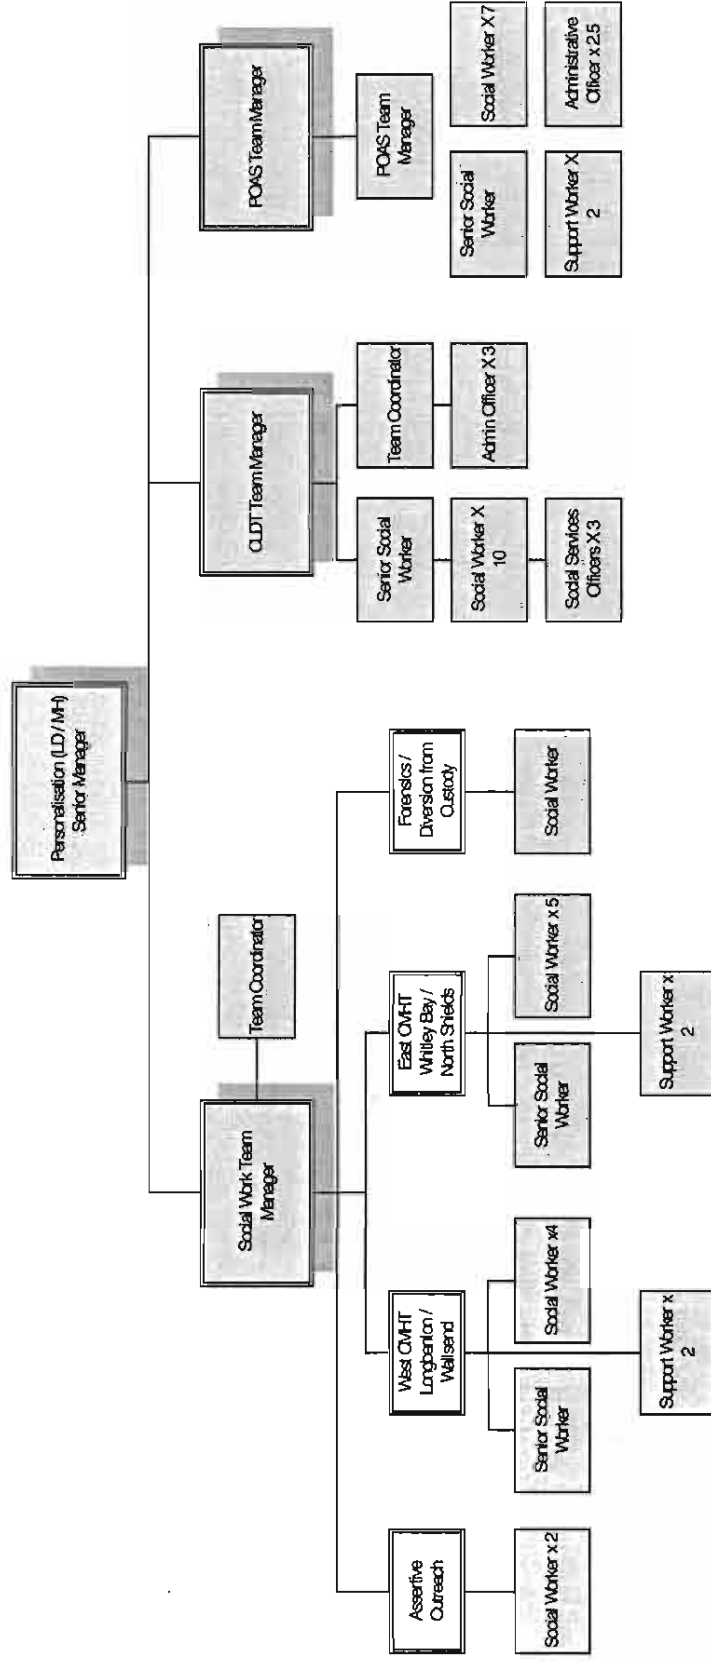 Personalisation (LD / MH)
Senior Manager
Social Work Team
Manager
Team Coordinator
CLDT Team Manager
POAS Team Manager
Assertive
Outreach
West CMHT
Longbenton /
Wallsend
East CMHT
Whitley Bay /
North Shields
Forensics /
Diversion from
Custody
Senior Social
Worker
Team Coordinator
POAS Team
Manager
Social Worker x 2
Senior Social
Worker
Social Worker x4
Senior Social
Worker
Social Worker x 5
Social Worker
Social Worker X
10
Admin Officer X 3
Senior Social
Worker
Social Worker X 7
Support Worker x
2
Support Worker x
2
Social Services
Officers X 3
Support Worker X
2
Administrative
Officer x 2.5